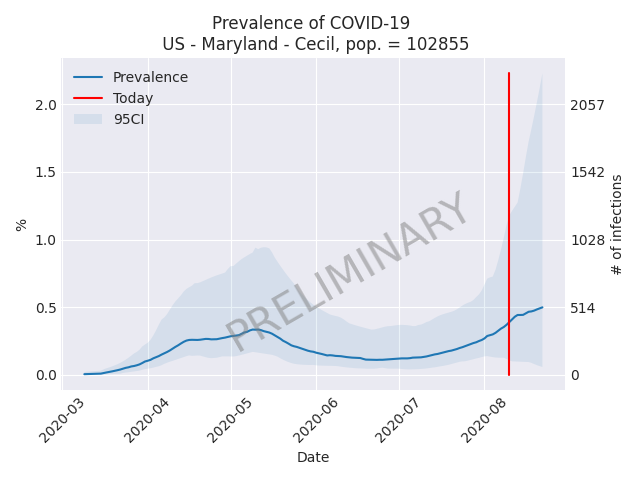 Prevalence of COVID-19
US - Maryland - Cecil, pop. = 102855
Prevalence
Today
95CI
2.0
1.5
1.0
0.5
0.0
%
2057
1542
1028
514
0
# of infections
PRELIMINARY
2020-03
2020-04
2020-05
2020-06
2020-07
2020-08
Date